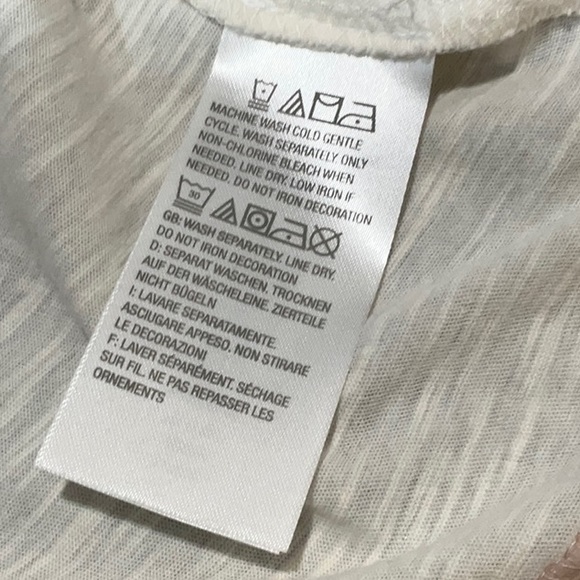 MACHINE WASH COLD GENTLE
CYCLE. WASH SEPARATELY. ONLY
NON-CHLORINE BLEACH WHEN
NEEDED. LINE DRY. LOW IRON IF
NEEDED. DO NOT IRON DECORATION
30
GB: WASH SEPARATELY. LINE DRY.
DO NOT IRON DECORATION
D: SEPARAT WASCHEN. TROCKNEN
AUF DER WÄSCHELEINE. ZIERTEILE
NICHT BÜGELN
I: LAVARE SEPARATAMENTE.
ASCIUGARE APPESO. NON STIRARE
LE DECORAZIONI
F: LAVER SÉPARÉMENT. SÉCHAGE
SUR FIL. NE PAS REPASSER LES
ORNEMENTS